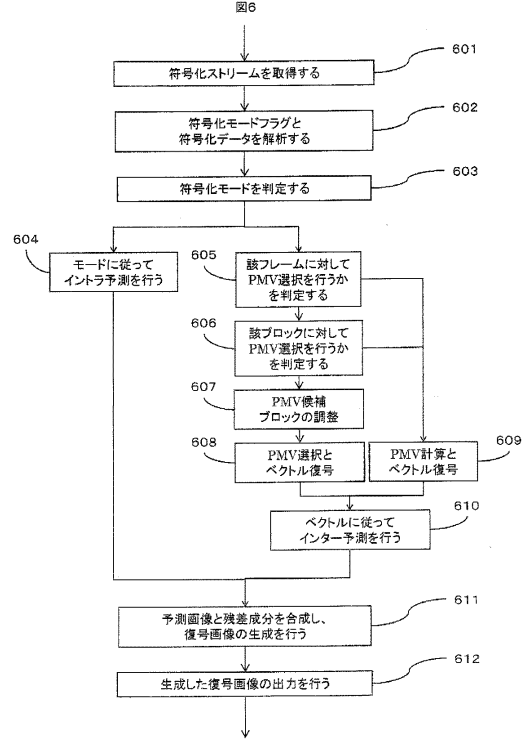 図6
601
符号化ストリームを取得する
602
符号化モードフラグと
符号化データを解析する
603
符号化モードを判定する
604
モードに従って
イントラ予測を行う
605
該フレームに対して
PMV選択を行うか
を判定する
606
該ブロックに対して
PMV選択を行うか
を判定する
607
PMV候補
ブロックの調整
608
PMV選択と
ベクトル復号
609
PMV計算と
ベクトル復号
610
ベクトルに従って
インター予測を行う
611
予測画像と残差成分を合成し、
復号画像の生成を行う
612
生成した復号画像の出力を行う